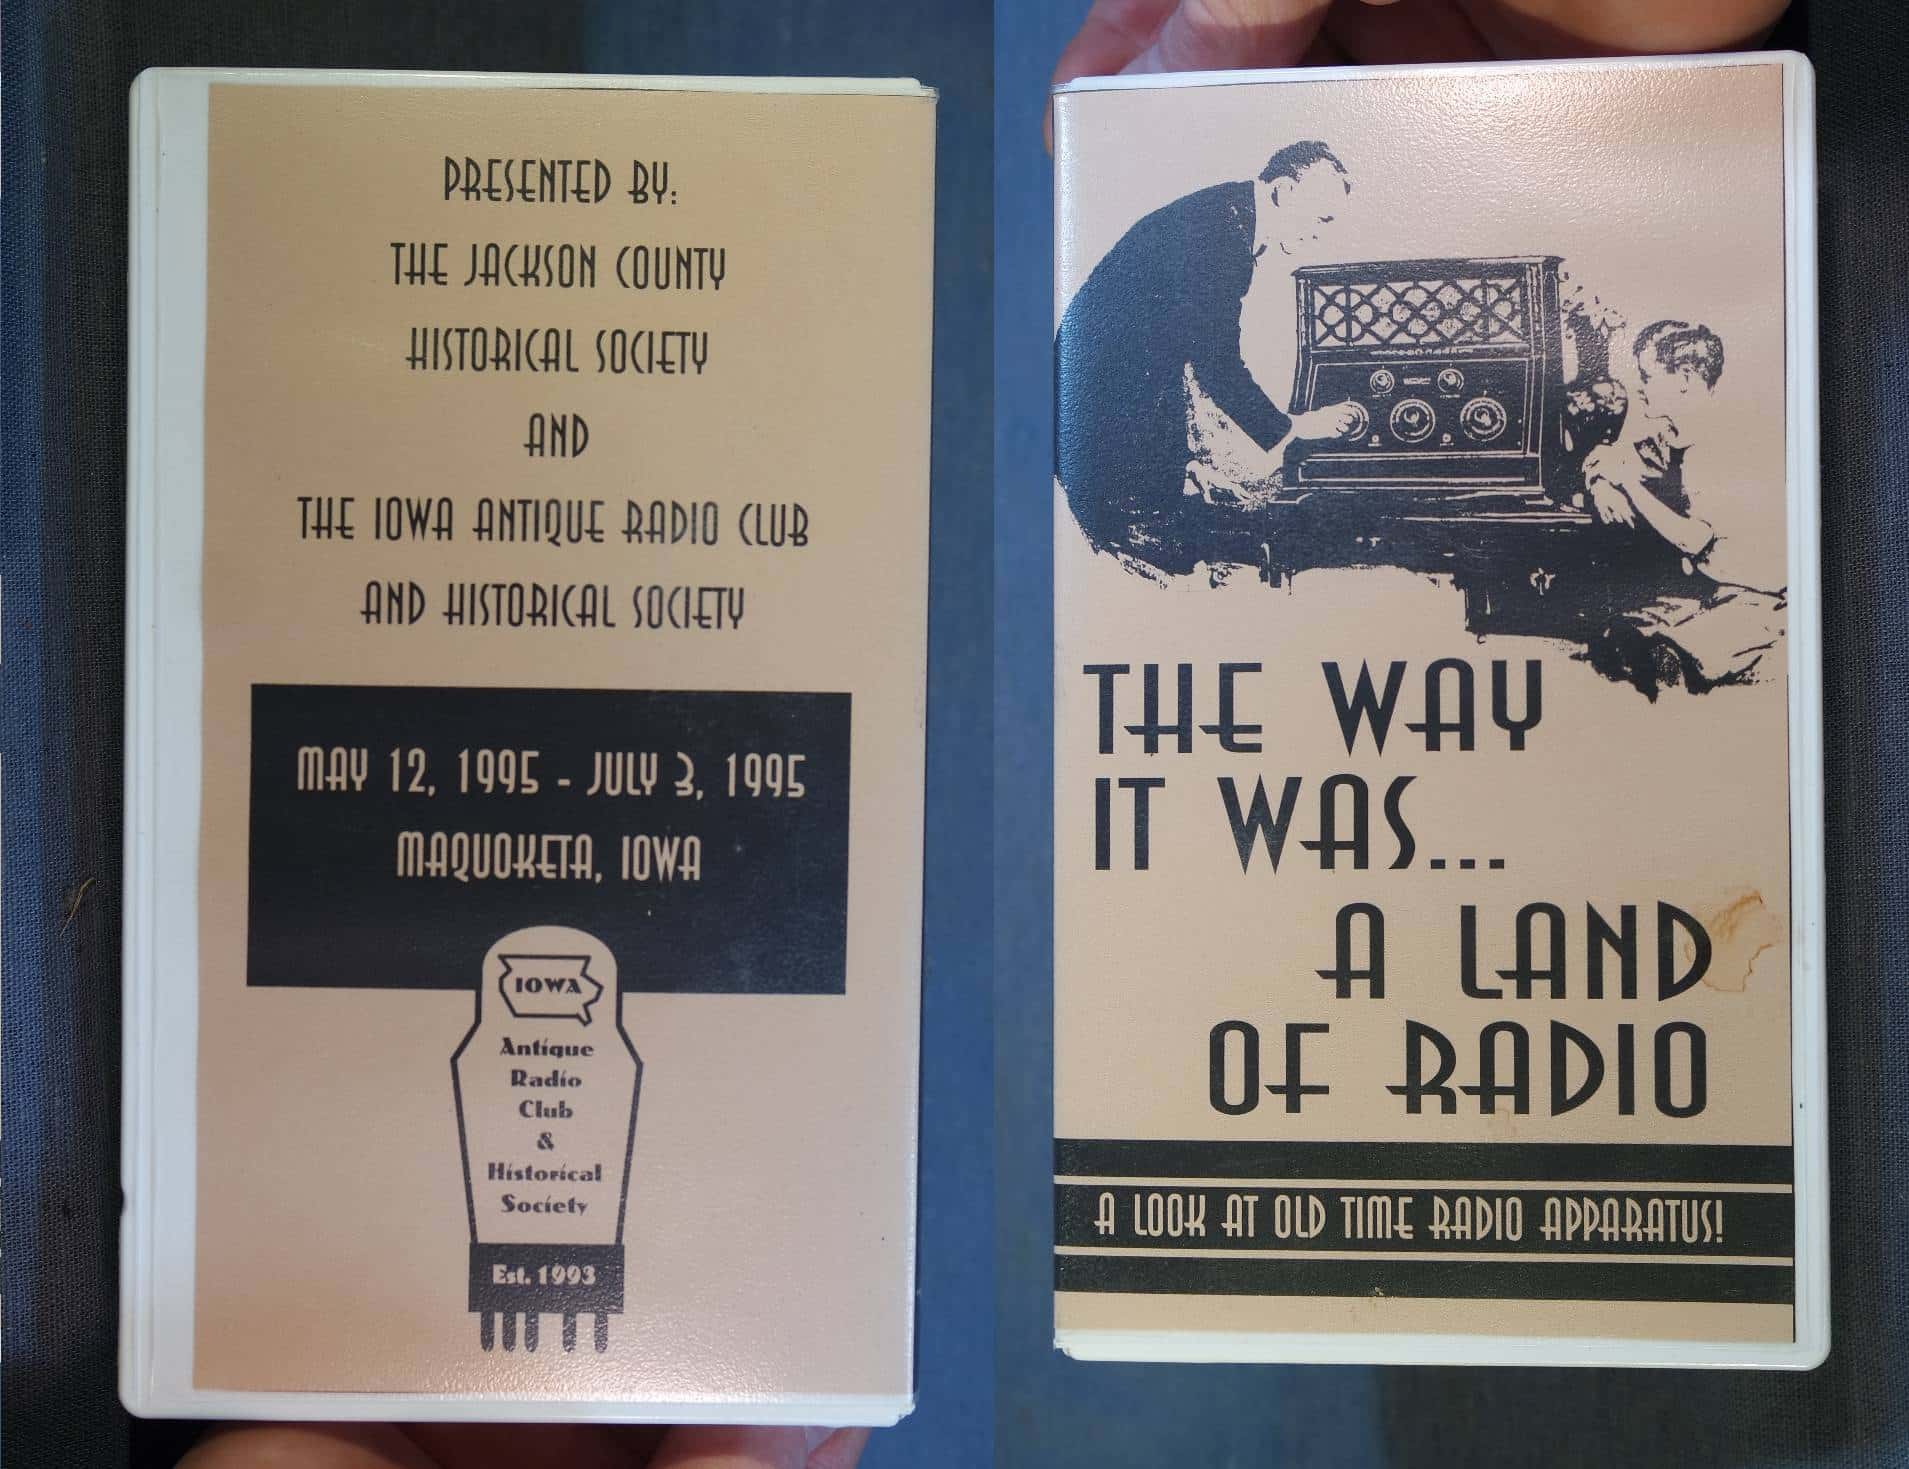 PRESENTED BY:
THE JACKSON COUNTY
HISTORICAL SOCIETY
AND
THE IOWA ANTIQUE RADIO CLUB
AND HISTORICAL SOCIETY
MAY 12, 1995 - JULY 3, 1995
MAQUOKETA, IOWA
IOWA
Antique
Radio
Club
&
Historical
Society
Est. 1993
THE WAY
IT WAS...
A LAND
OF RADIO
A LOOK AT OLD TIME RADIO APPARATUS!